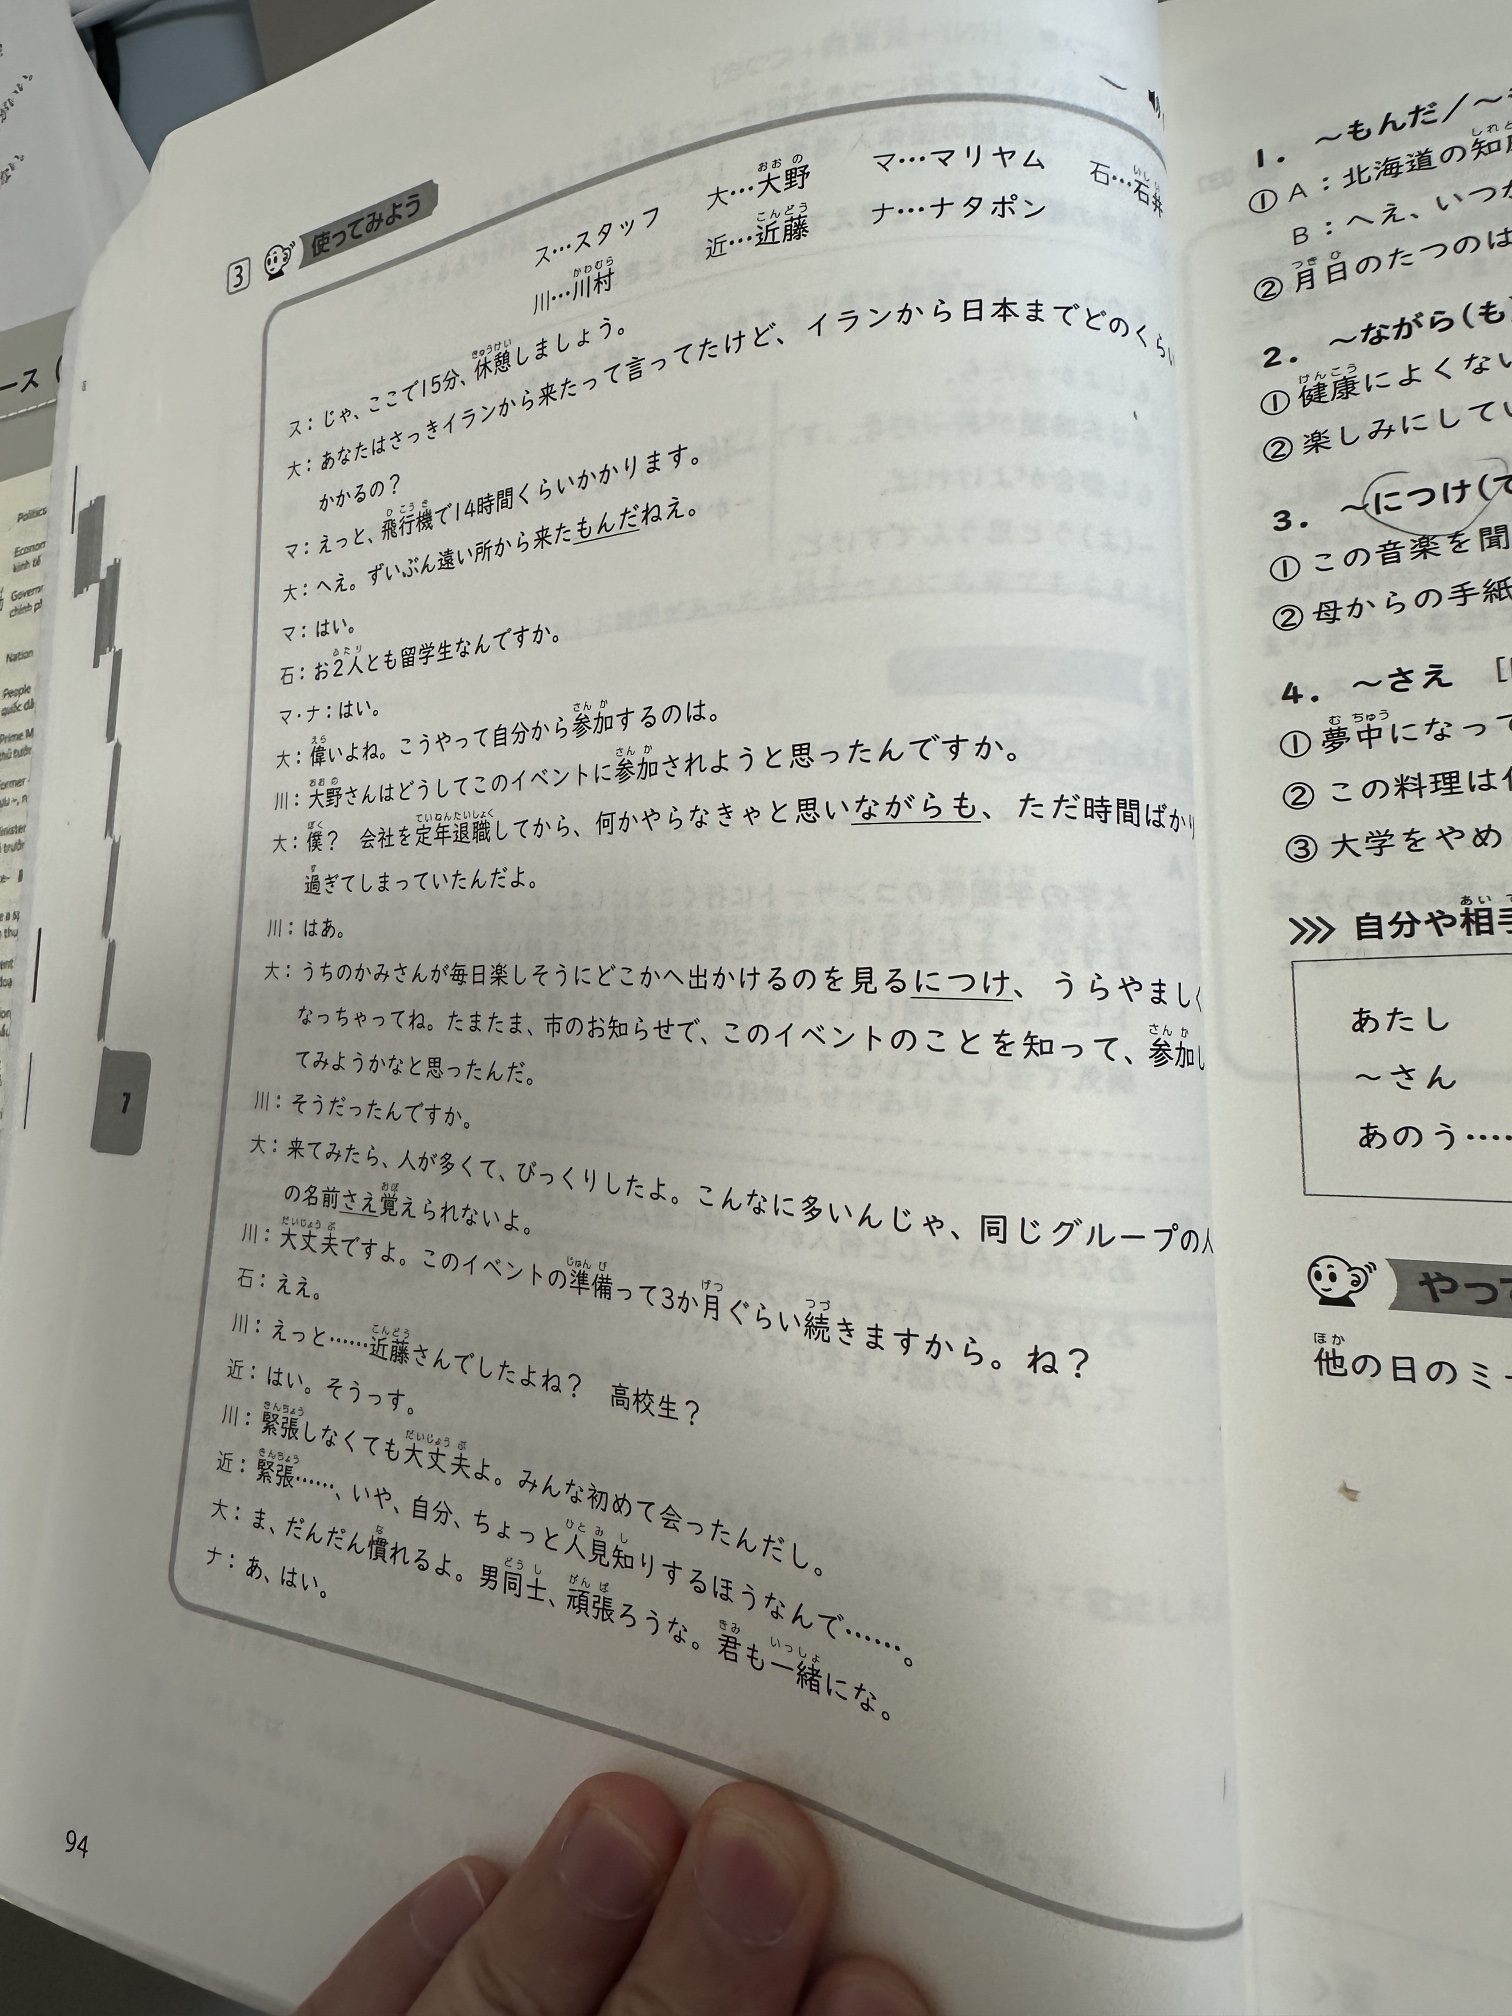 3 使ってみよう
ス…スタッフ 大…大野 マ…マリヤム 石…石井
川…川村 近…近藤 ナ…ナタポン
ス：じゃ、ここで15分、休憩しましょう。
大：あなたはさっきイランから来たって言ってたけど、イランから日本までどのくらい
かかるの？
マ：えっと、飛行機で14時間くらいかかります。
大：へえ。ずいぶん遠い所から来たもんだねえ。
マ：はい。
石：お2人とも留学生なんですか。
マ・ナ：はい。
大：偉いよね。こうやって自分から参加するのは。
川：大野さんはどうしてこのイベントに参加されようと思ったんですか。
大：僕？ 会社を定年退職してから、何かやらなきゃと思いながらも、ただ時間ばかり
過ぎてしまっていたんだよ。
川：はあ。
大：うちのかみさんが毎日楽しそうにどこかへ出かけるのを見るにつけ、うらやましく
なっちゃってね。たまたま、市のお知らせで、このイベントのことを知って、参加し
てみようかなと思ったんだ。
川：そうだったんですか。
大：来てみたら、人が多くて、びっくりしたよ。こんなに多いんじゃ、同じグループの人
の名前さえ覚えられないよ。
川：大丈夫ですよ。このイベントの準備って3か月ぐらい続きますから。ね？
石：ええ。
川：えっと……近藤さんでしたよね？ 高校生？
近：はい。そうっす。
川：緊張しなくても大丈夫よ。みんな初めて会ったんだし。
近：緊張……、いや、自分、ちょっと人見知りするほうなんで……。
大：ま、だんだん慣れるよ。男同士、頑張ろうな。君も一緒にな。
ナ：あ、はい。
7
94
1. ～もんだ／～
①A：北海道の知
B：へえ、いつ
②月日のたつのは
2. ～ながら(も
①健康によくない
②楽しみにしてい
3. ～につけ(て
①この音楽を聞
②母からの手紙
4. ～さえ [
①夢中になって
②この料理は
③大学をやめ
>>> 自分や相手
あたし
～さん
あのう……
やって
他の日のミー
ース（
Politics
Econom
kinh tế
Governm
chính ph
Nation
People
quốc dâ
Prime M
thủ tướn